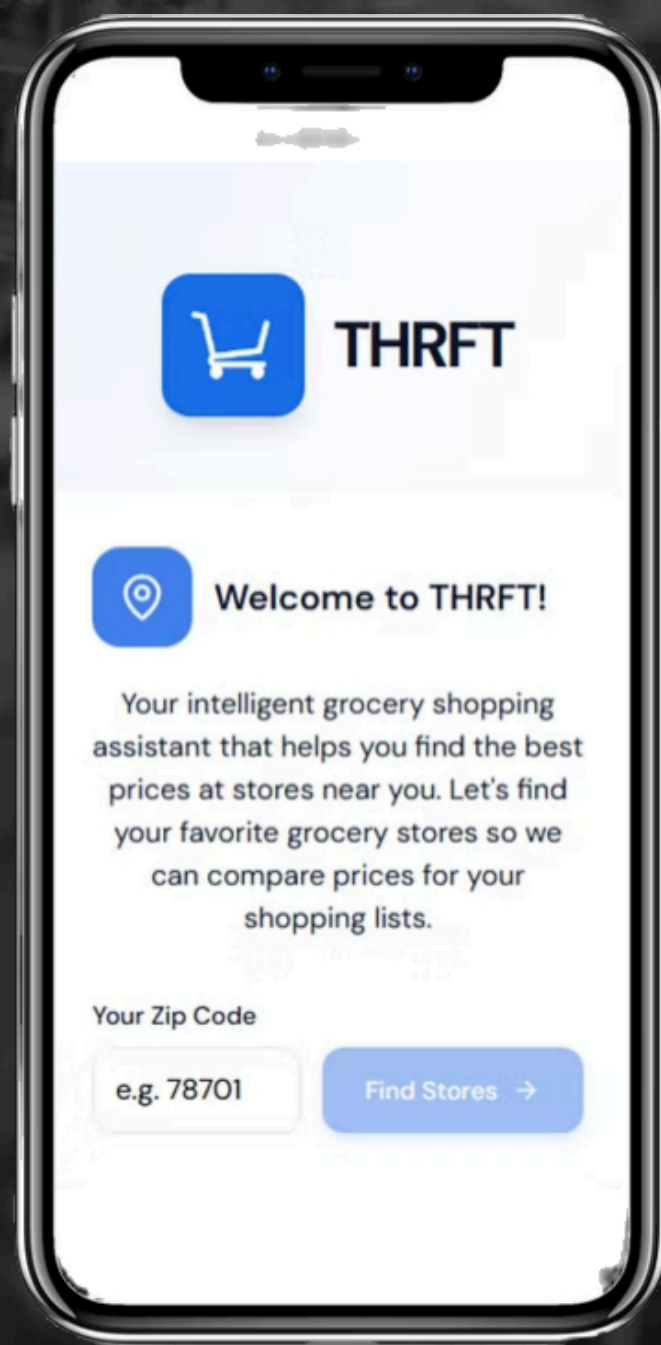 THRFT
Welcome to THRFT!
Your intelligent grocery shopping
assistant that helps you find the best
prices at stores near you. Let's find
your favorite grocery stores so we
can compare prices for your
shopping lists.
Your Zip Code
e.g. 78701
Find Stores →